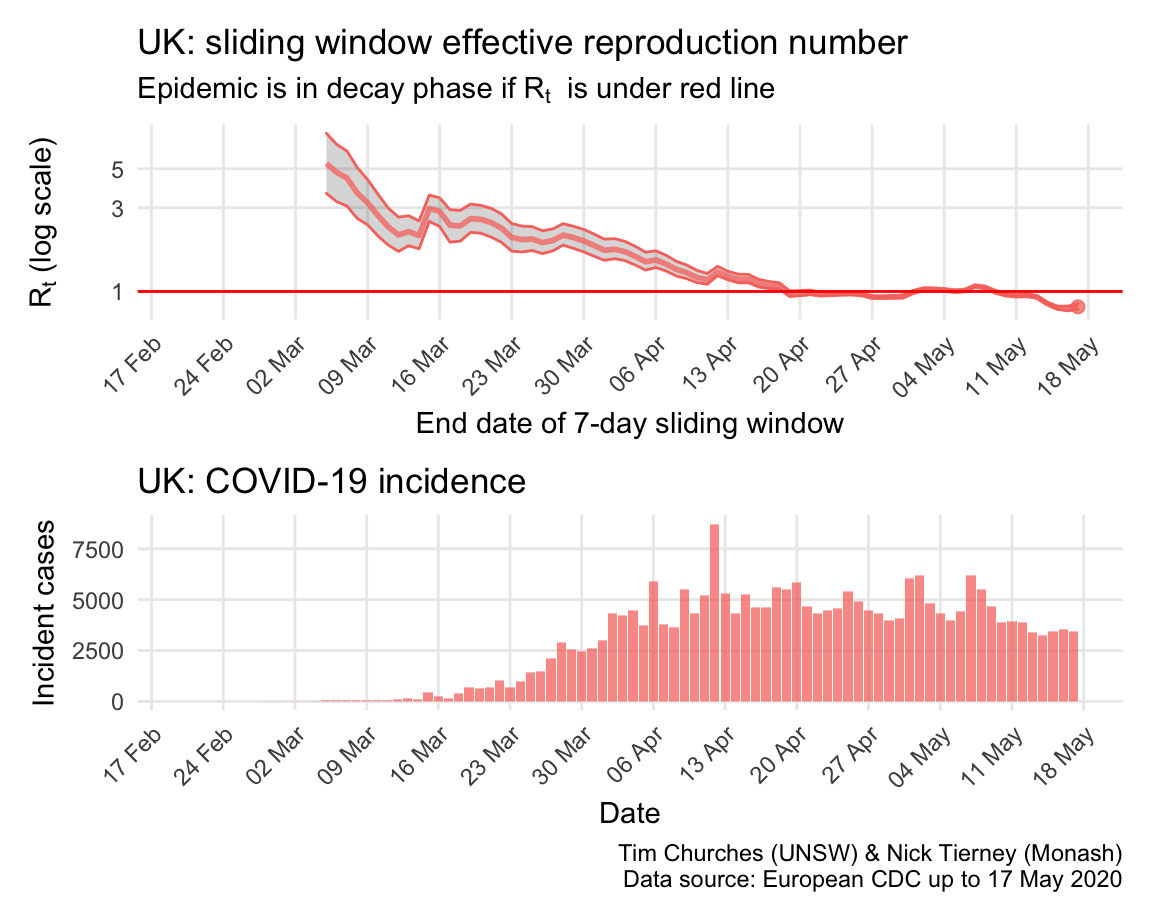 UK: sliding window effective reproduction number
Epidemic is in decay phase if Rt is under red line
Rt (log scale)
5
3
1
17 Feb
24 Feb
02 Mar
09 Mar
16 Mar
23 Mar
30 Mar
06 Apr
13 Apr
20 Apr
27 Apr
04 May
11 May
18 May
End date of 7-day sliding window
UK: COVID-19 incidence
Incident cases
7500
5000
2500
0
17 Feb
24 Feb
02 Mar
09 Mar
16 Mar
23 Mar
30 Mar
06 Apr
13 Apr
20 Apr
27 Apr
04 May
11 May
18 May
Date
Tim Churches (UNSW) & Nick Tierney (Monash)
Data source: European CDC up to 17 May 2020